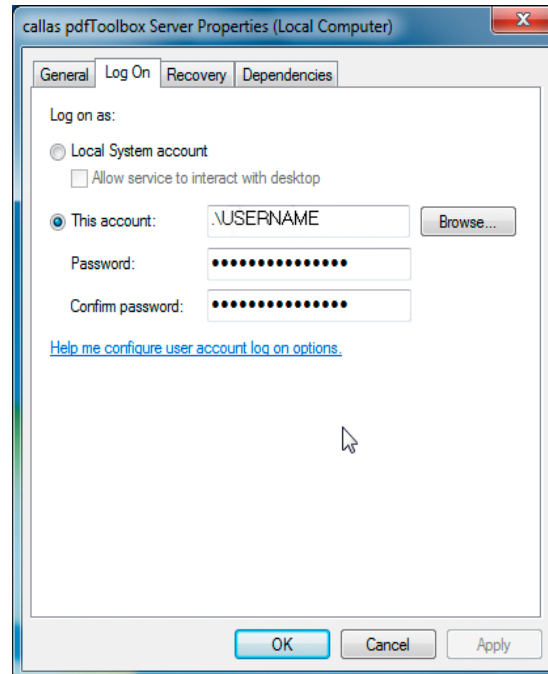 callas pdfToolbox Server Properties (Local Computer)
General Log On Recovery Dependencies
Log on as:
Local System account
Allow service to interact with desktop
This account: .\USERNAME Browse...
Password: •••••••••••••••
Confirm password: •••••••••••••••
Help me configure user account log on options.
OK Cancel Apply